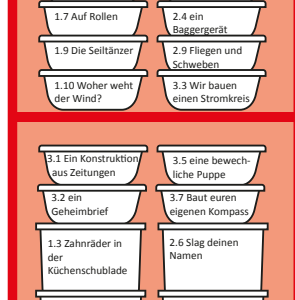 1.7 Auf Rollen
2.4 ein
Baggergerät
1.9 Die Seiltänzer
2.9 Fliegen und
Schweben
1.10 Woher weht
der Wind?
3.3 Wir bauen
einen Stromkreis
3.1 Ein Konstruktion
aus Zeitungen
3.5 eine bewech-
liche Puppe
3.2 ein
Geheimbrief
3.7 Baut euren
eigenen Kompass
1.3 Zahnräder in
der
Küchenschublade
2.6 Slag deinen
Namen